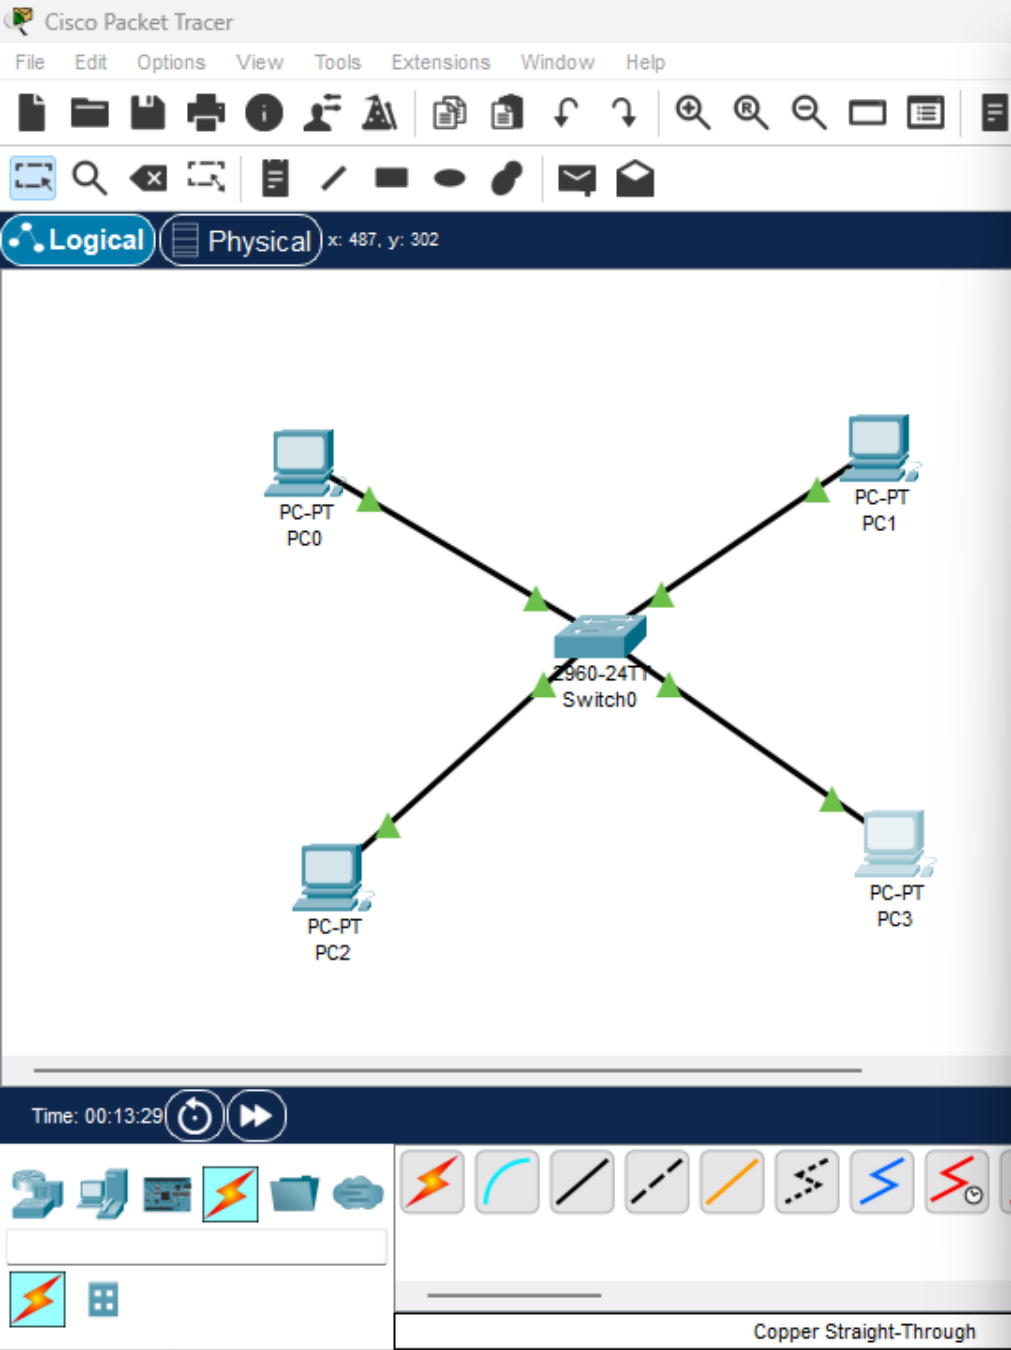 Cisco Packet Tracer
File Edit Options View Tools Extensions Window Help
Logical Physical x: 487, y: 302
PC-PT
PC0
PC-PT
PC1
2960-24TT
Switch0
PC-PT
PC2
PC-PT
PC3
Time: 00:13:29
Copper Straight-Through